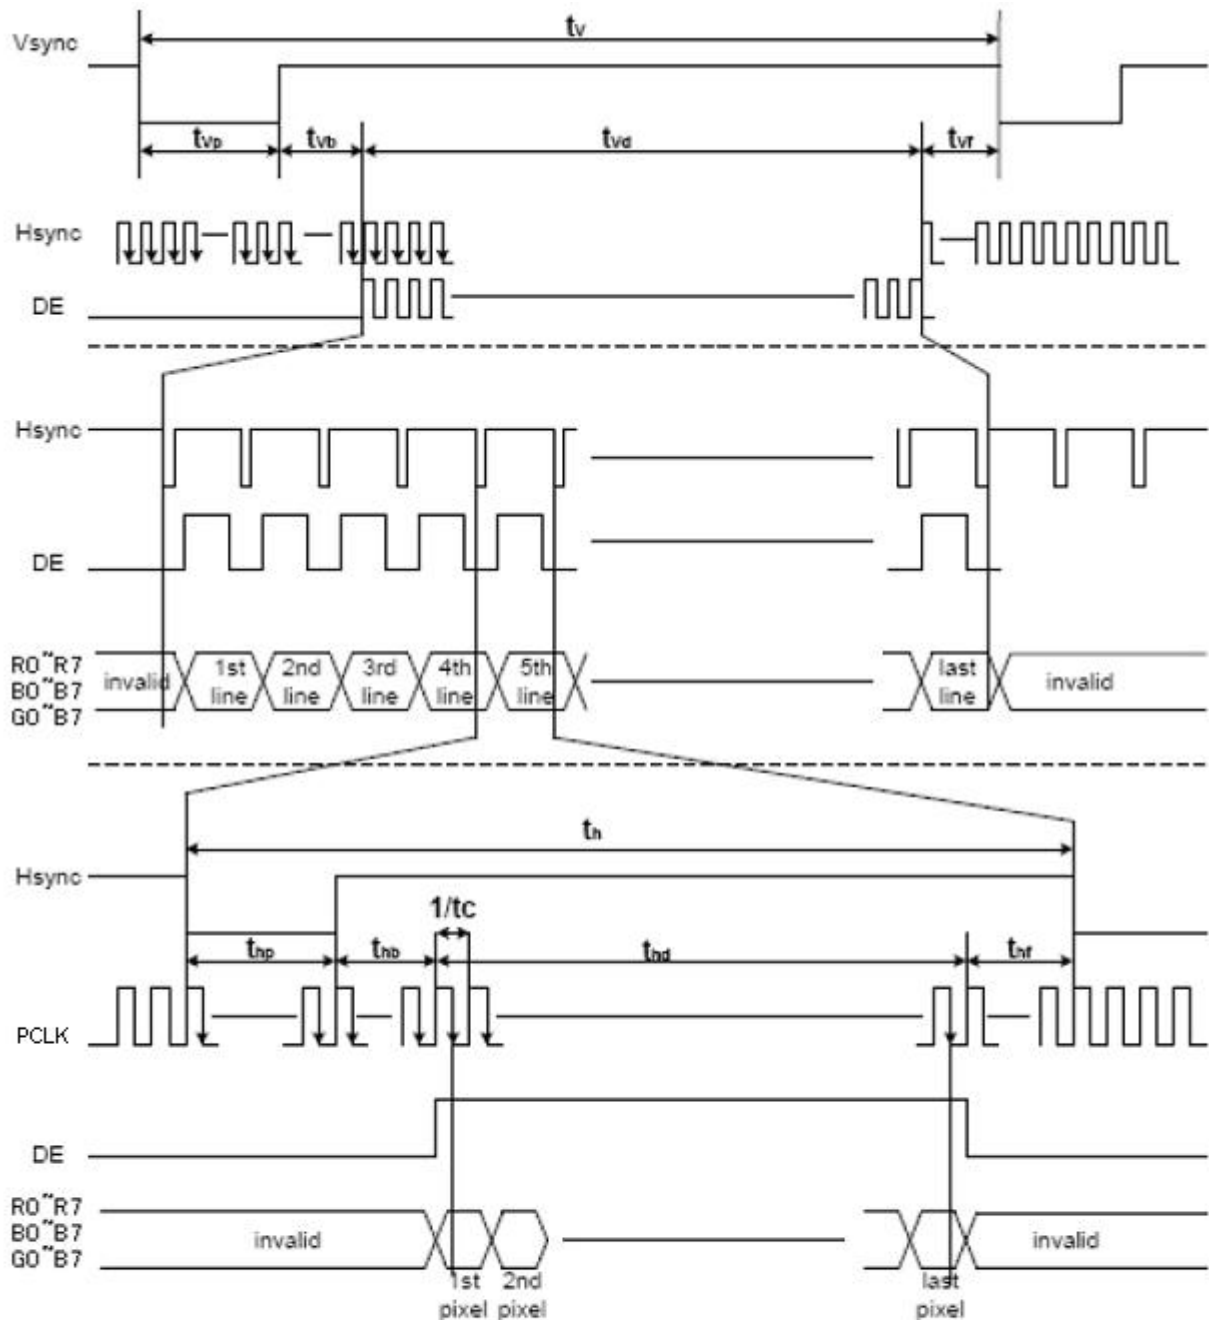 tv
Vsync
tvp tvb tvd tvf
Hsync
DE
Hsync
DE
R0~R7
B0~B7
G0~B7
invalid
1st line
2nd line
3rd line
4th line
5th line
last line
invalid
th
Hsync
1/tc
thp thb thd thf
PCLK
DE
R0~R7
B0~B7
G0~B7
invalid
1st pixel
2nd pixel
last pixel
invalid